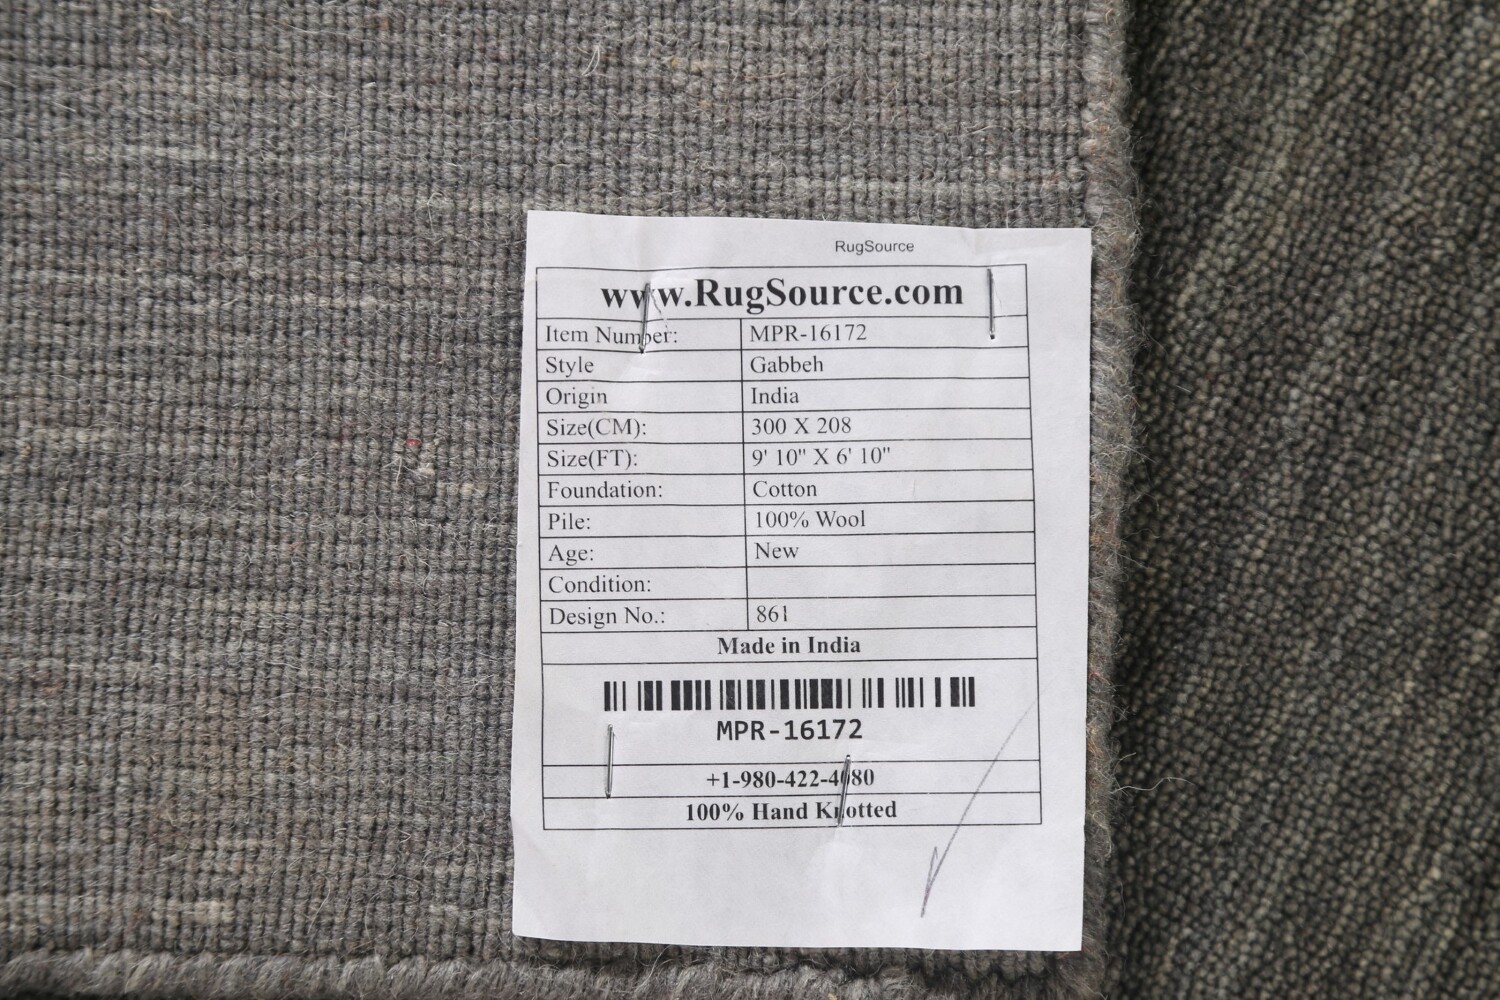 RugSource
www.RugSource.com
Item Number: MPR-16172
Style Gabbeh
Origin India
Size(CM): 300 X 208
Size(FT): 9' 10" X 6' 10"
Foundation: Cotton
Pile: 100% Wool
Age: New
Condition:
Design No.: 861
Made in India
MPR-16172
+1-980-422-4080
100% Hand Knotted